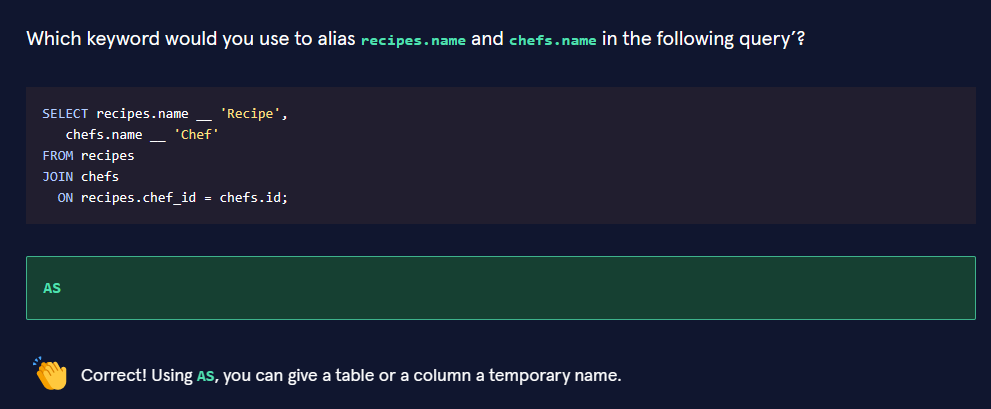 Which keyword would you use to alias recipes.name and chefs.name in the following query’?
SELECT recipes.name __ 'Recipe',
chefs.name __ 'Chef'
FROM recipes
JOIN chefs
ON recipes.chef_id = chefs.id;
AS
Correct! Using AS, you can give a table or a column a temporary name.